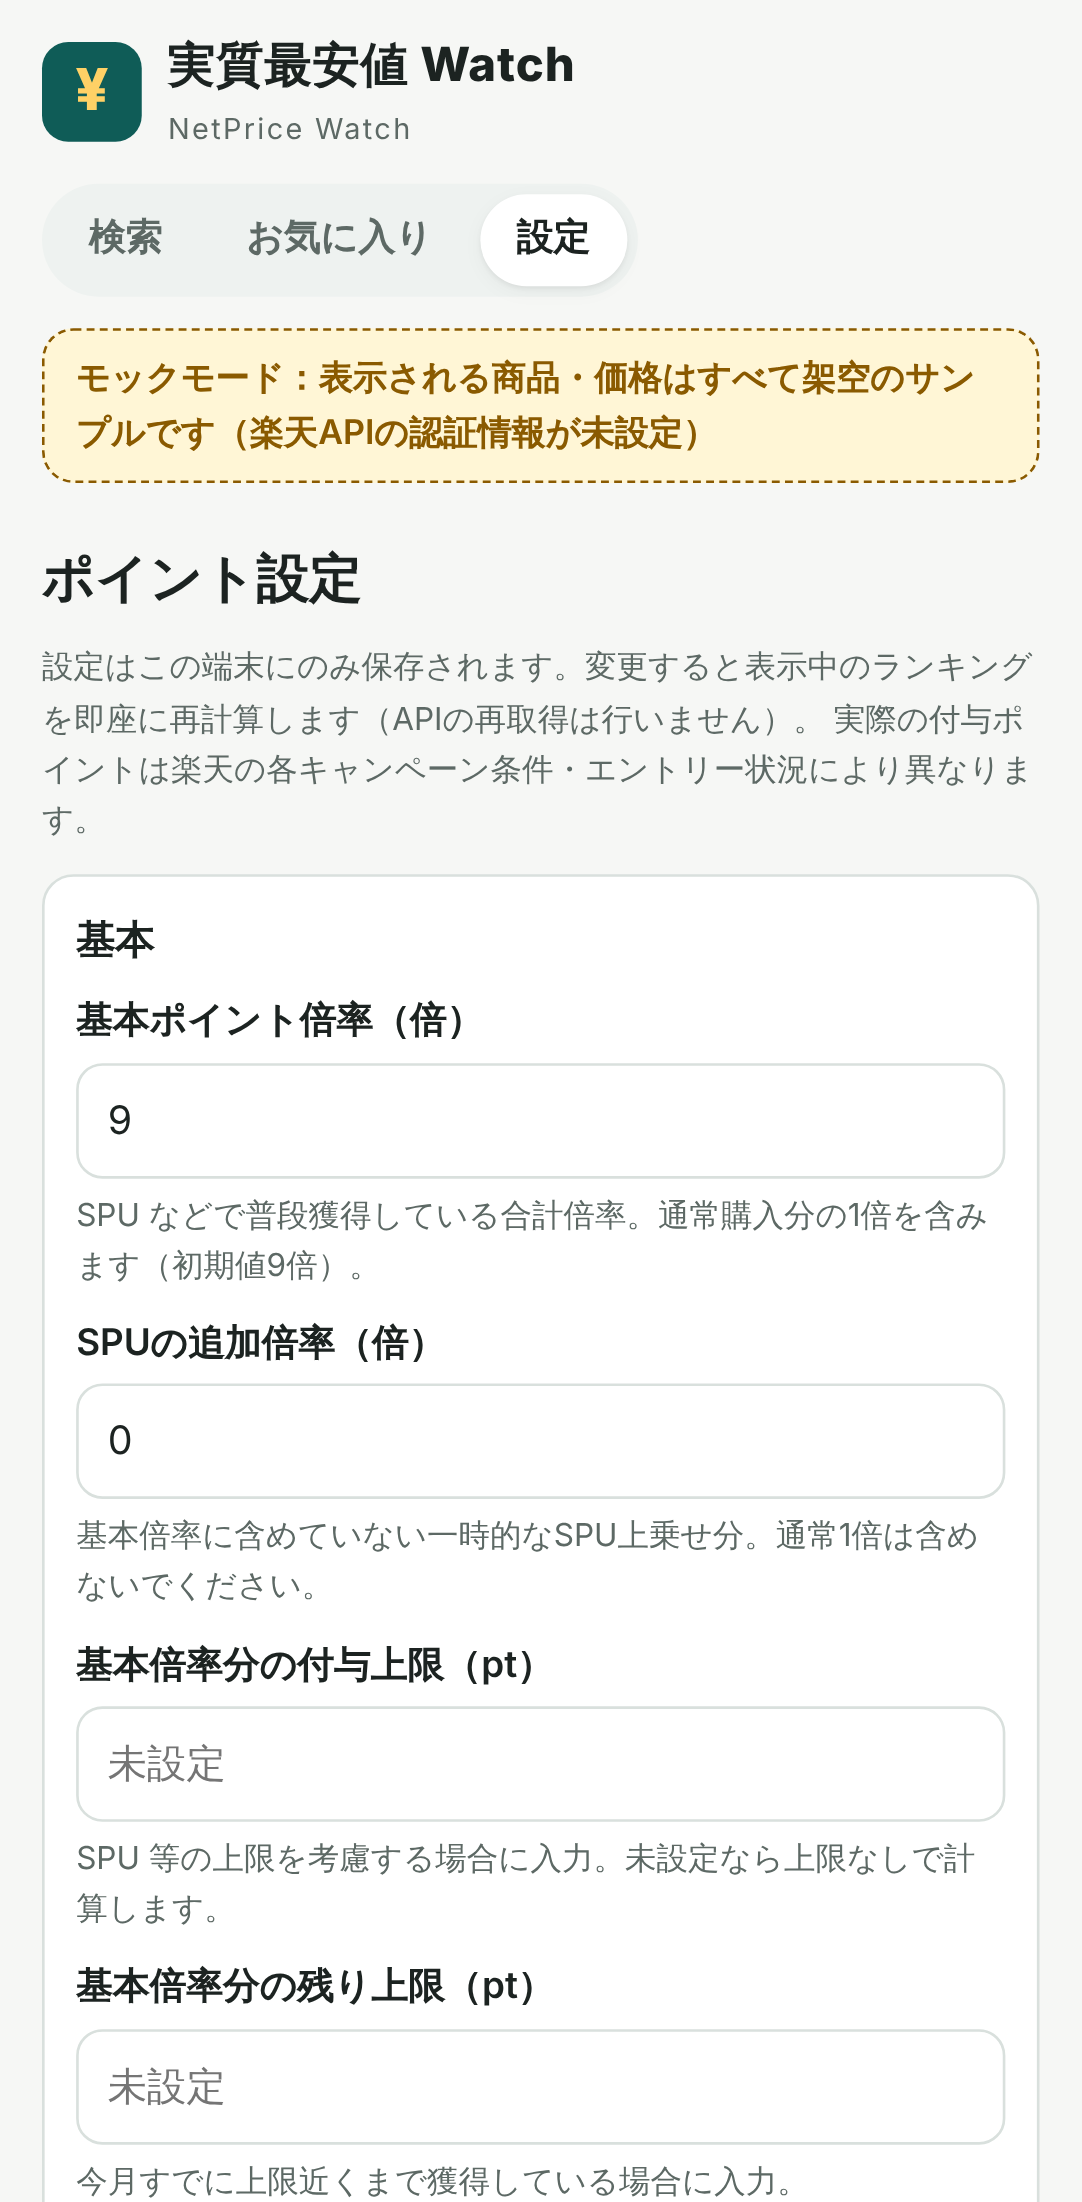 ¥
実質最安値 Watch
NetPrice Watch
検索 お気に入り 設定
モックモード：表示される商品・価格はすべて架空のサン
プルです（楽天APIの認証情報が未設定）
ポイント設定
設定はこの端末にのみ保存されます。変更すると表示中のランキング
を即座に再計算します（APIの再取得は行いません）。 実際の付与ポ
イントは楽天の各キャンペーン条件・エントリー状況により異なりま
す。
基本
基本ポイント倍率（倍）
9
SPU などで普段獲得している合計倍率。通常購入分の1倍を含み
ます（初期値9倍）。
SPUの追加倍率（倍）
0
基本倍率に含めていない一時的なSPU上乗せ分。通常1倍は含め
ないでください。
基本倍率分の付与上限（pt）
未設定
SPU 等の上限を考慮する場合に入力。未設定なら上限なしで計
算します。
基本倍率分の残り上限（pt）
未設定
今月すでに上限近くまで獲得している場合に入力。